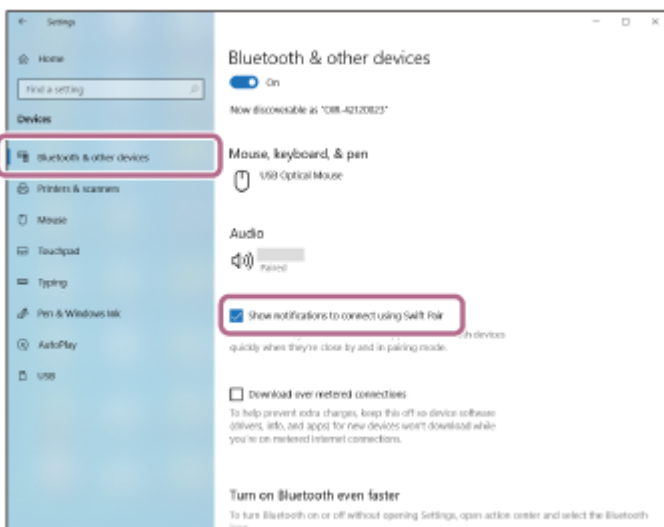 Settings
Home
Find a setting
Devices
Bluetooth & other devices
Printers & scanners
Mouse
Touchpad
Typing
Pen & Windows Ink
AutoPlay
USB
Bluetooth & other devices
On
Now discoverable as
Mouse, keyboard, & pen
USB Optical Mouse
Audio
Paired
Show notifications to connect using Swift Pair
devices
quickly when they're close by and in pairing mode.
Download over metered connections
To help prevent extra charges, keep this off so device software
(drivers, info, and apps) for new devices won't download while
you're on metered Internet connections.
Turn on Bluetooth even faster
To turn Bluetooth on or off without opening Settings, open action center and select the Bluetooth